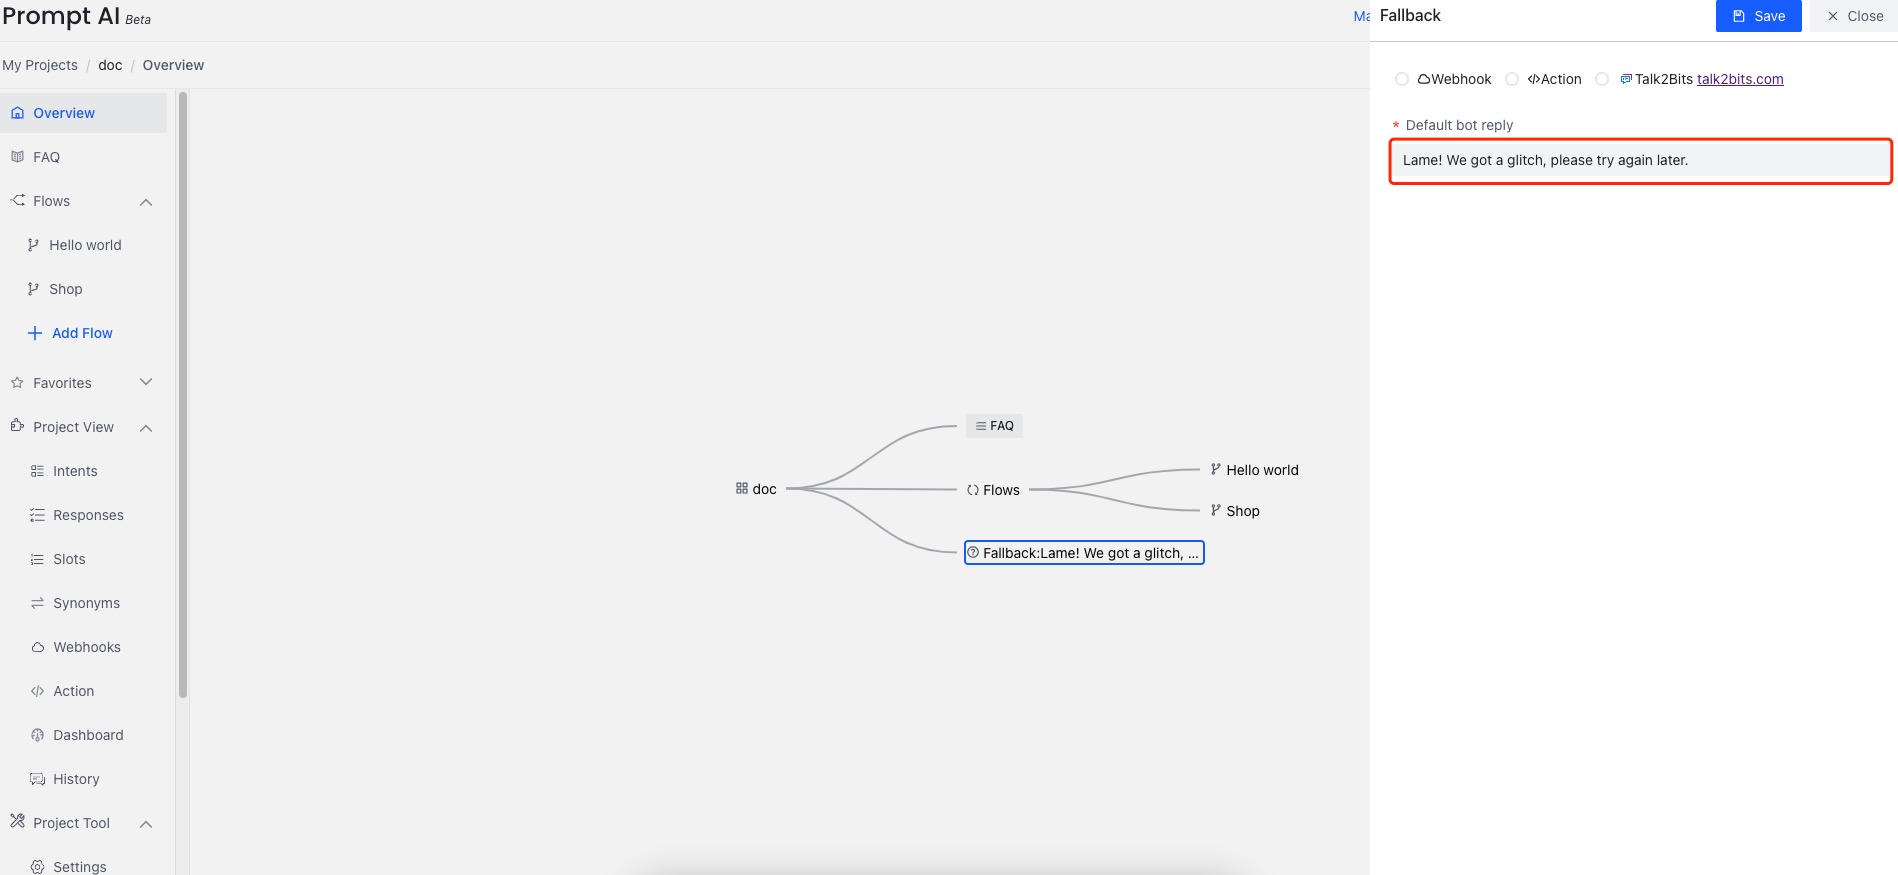 Prompt AI Beta
Ma
My Projects / doc / Overview
Overview
FAQ
Flows
Hello world
Shop
Add Flow
Favorites
Project View
Intents
Responses
Slots
Synonyms
Webhooks
Action
Dashboard
History
Project Tool
Settings
doc
FAQ
Flows
Hello world
Shop
Fallback:Lame! We got a glitch, ...
Fallback
Save
Close
Webhook
</>Action
Talk2Bits talk2bits.com
* Default bot reply
Lame! We got a glitch, please try again later.